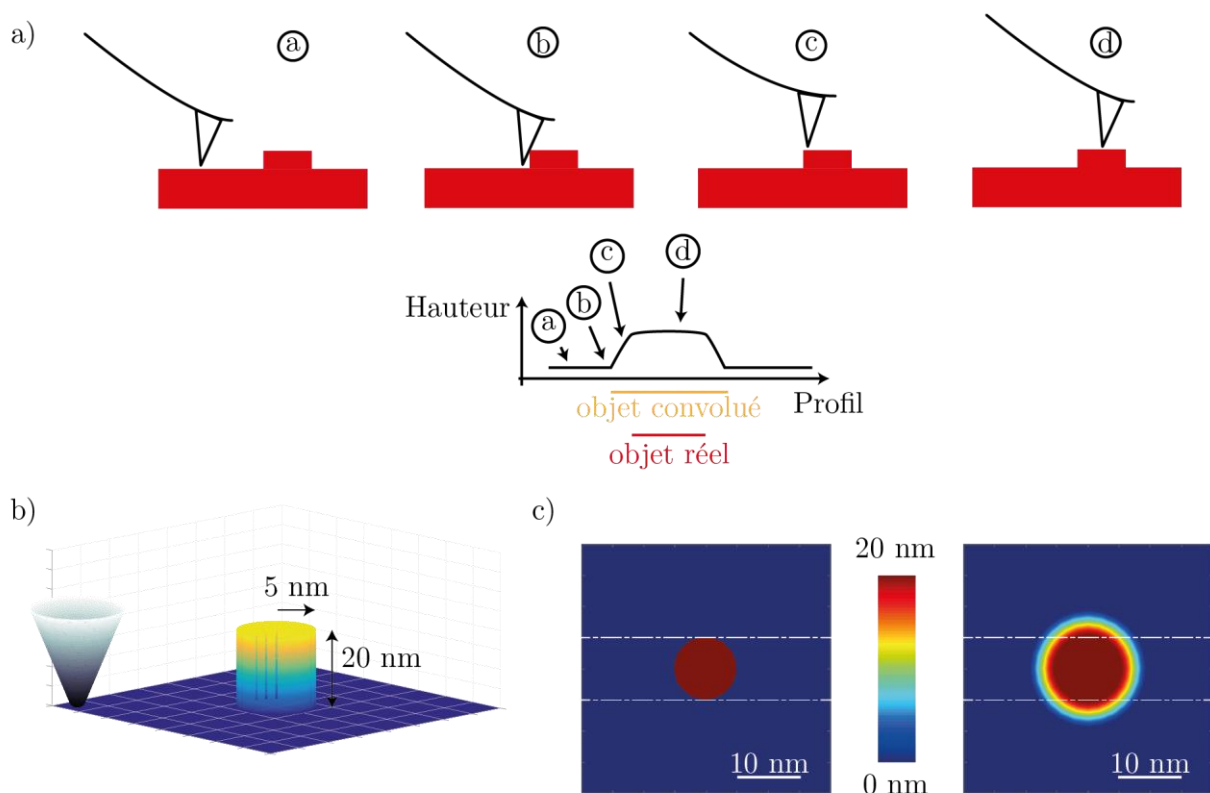 a)
a
b
c
d
Hauteur
a
b
c
d
Profil
objet convolué
objet réel
b)
5 nm
20 nm
c)
10 nm
20 nm
0 nm
10 nm